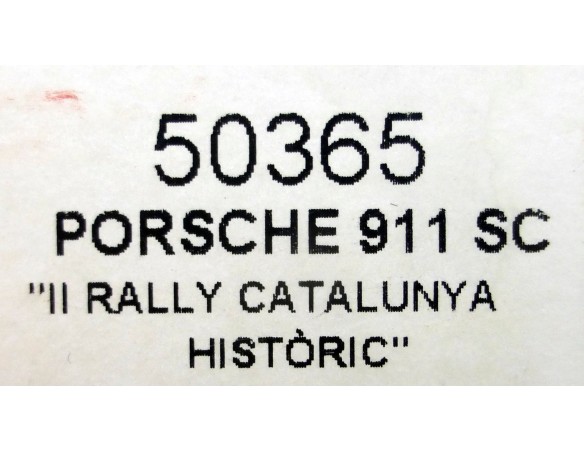 50365
PORSCHE 911 SC
"II RALLY CATALUNYA
HISTÒRIC"